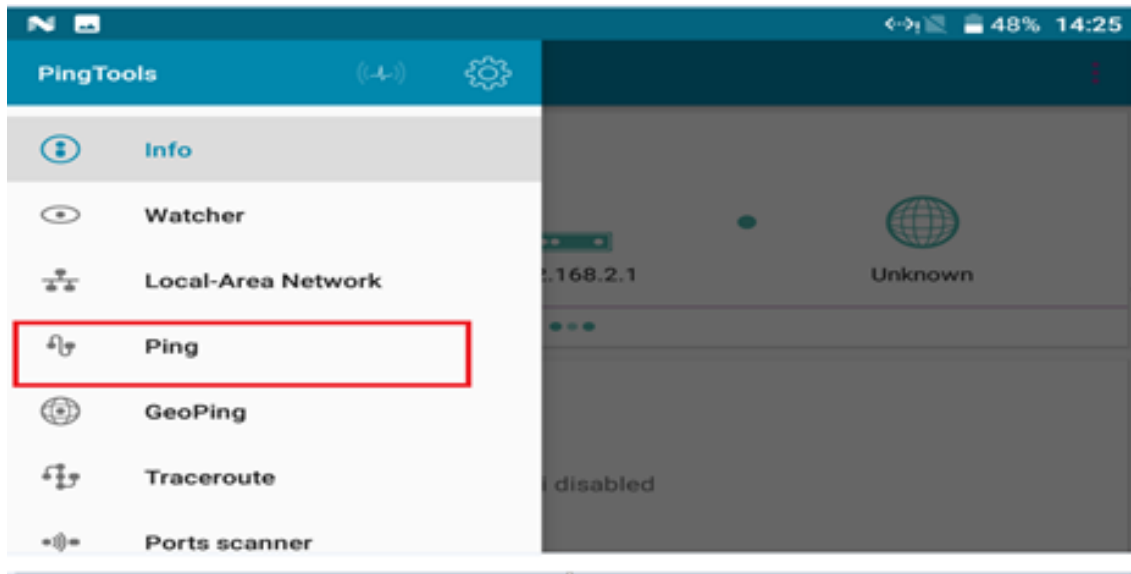 48% 14:25
PingTools
Info
Watcher
Local-Area Network
.168.2.1
Unknown
Ping
GeoPing
Traceroute
disabled
Ports scanner